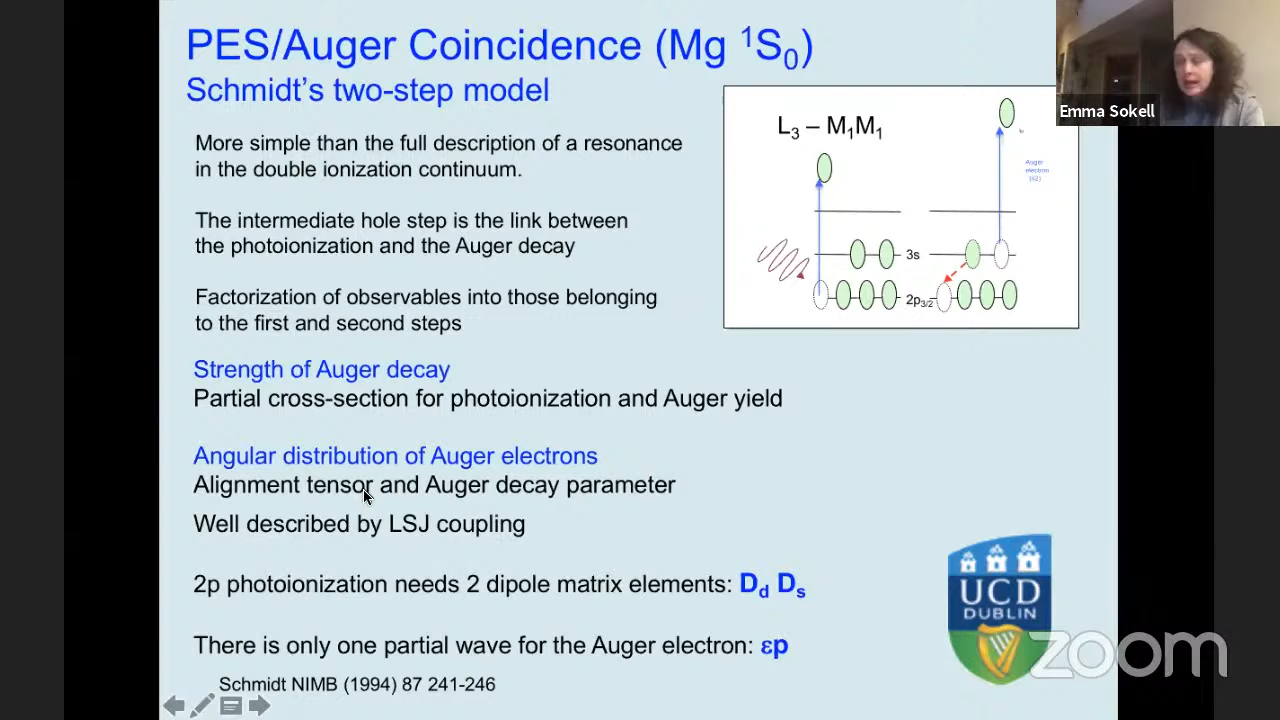 PES/Auger Coincidence (Mg ¹S₀)
Schmidt's two-step model
More simple than the full description of a resonance
in the double ionization continuum.
The intermediate hole step is the link between
the photoionization and the Auger decay
Factorization of observables into those belonging
to the first and second steps
Strength of Auger decay
Partial cross-section for photoionization and Auger yield
Angular distribution of Auger electrons
Alignment tensor and Auger decay parameter
Well described by LSJ coupling
2p photoionization needs 2 dipole matrix elements: D_d D_s
There is only one partial wave for the Auger electron: εp
Schmidt NIMB (1994) 87 241-246
L₃ – M₁M₁
Auger
electron
3s
2p₃/₂
Emma Sokell
UCD
DUBLIN
zoom